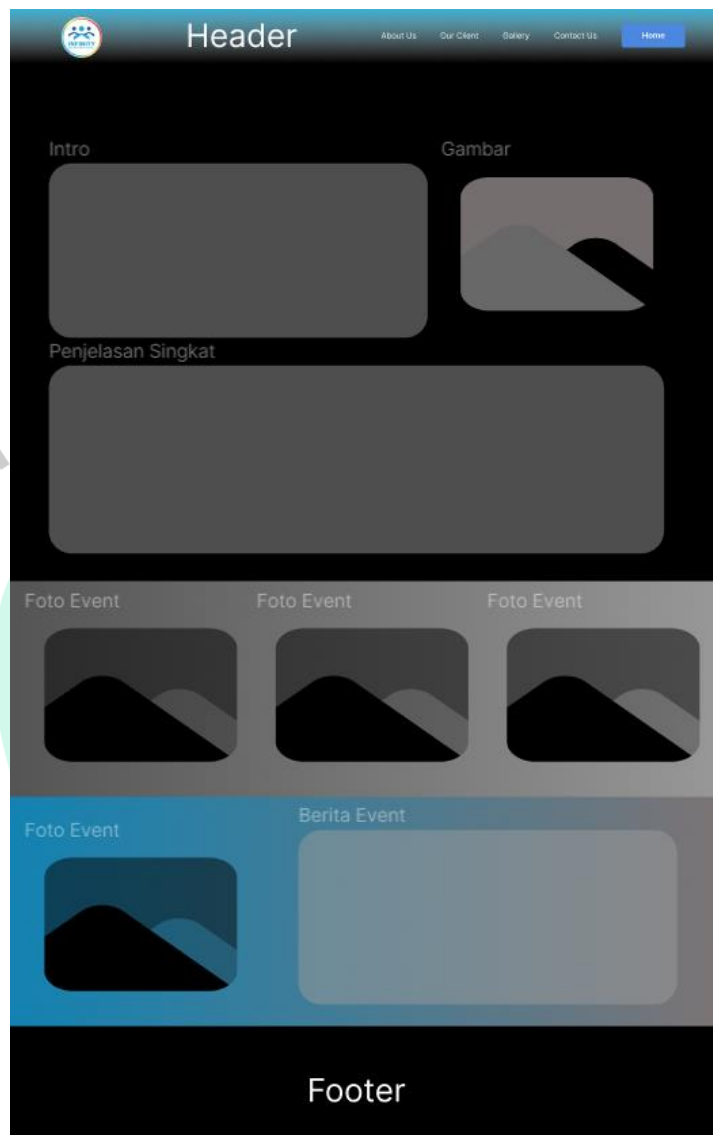 INFINITY
Header
About Us Our Client Gallery Contact Us Home
Intro
Gambar
Penjelasan Singkat
Foto Event Foto Event Foto Event
Foto Event
Berita Event
Footer